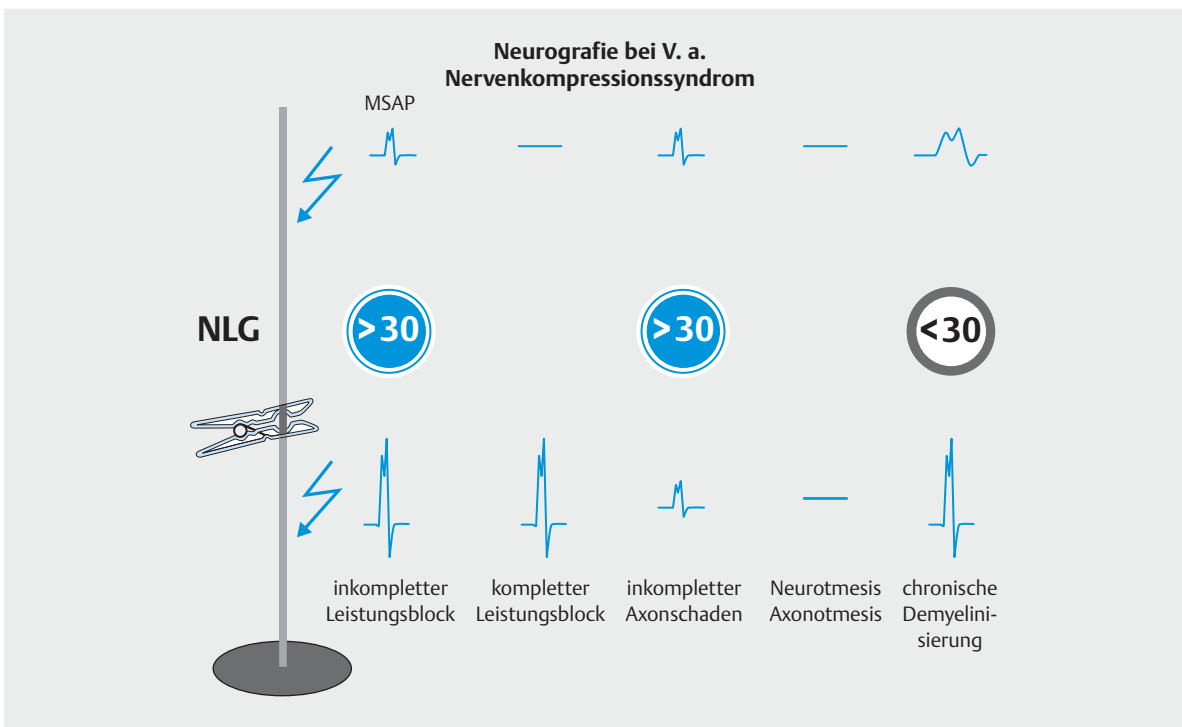 Neurografie bei V. a.
Nervenkompressionssyndrom
MSAP
NLG
>30
>30
<30
inkompletter
Leistungsblock
kompletter
Leistungsblock
inkompletter
Axonschaden
Neurotmesis
Axonotmesis
chronische
Demyelini-
sierung